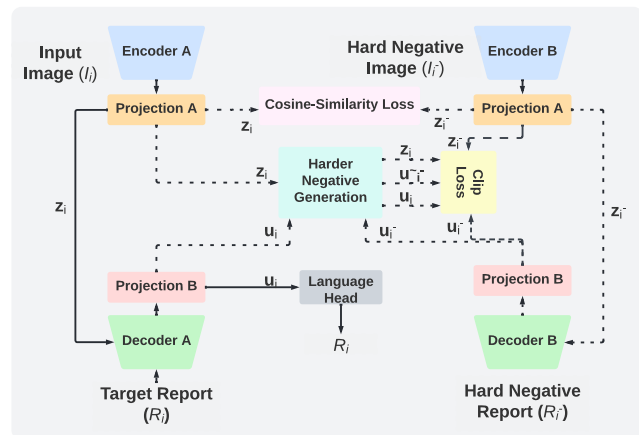 Input
Image (Iᵢ)
Encoder A
Hard Negative
Image (Iᵢ⁻)
Encoder B
Projection A
Cosine-Similarity Loss
Projection A
zᵢ
zᵢ⁻
zᵢ
zᵢ
zᵢ⁻
Harder
Negative
Generation
zᵢ
u~ᵢ⁻
uᵢ
Clip
Loss
zᵢ
zᵢ⁻
uᵢ
uᵢ⁻
uᵢ⁻
Projection B
uᵢ
Language
Head
Projection B
Decoder A
Rᵢ
Decoder B
Target Report
(Rᵢ)
Hard Negative
Report (Rᵢ⁻)